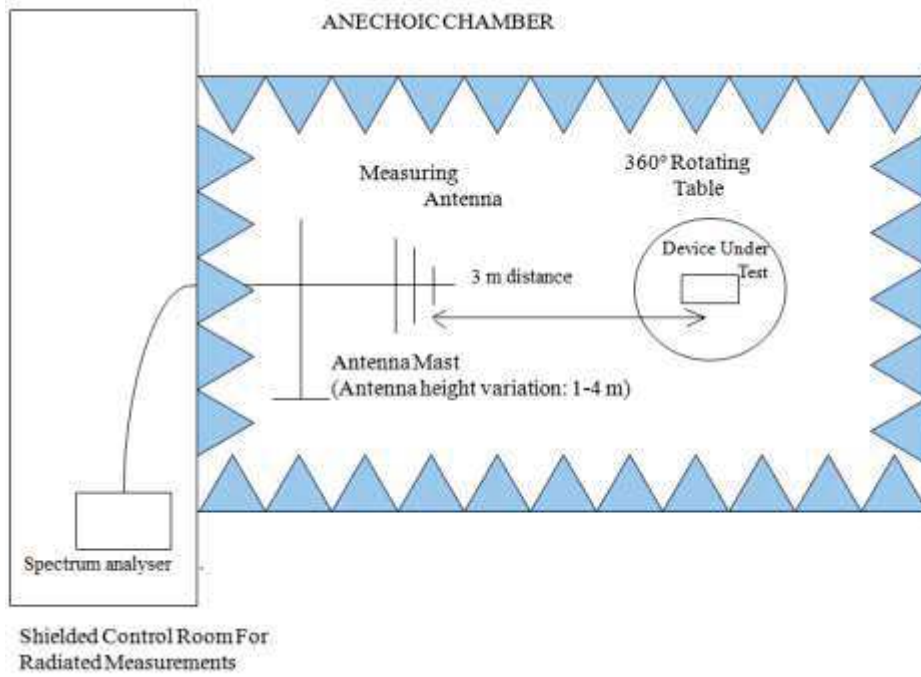 ANECHOIC CHAMBER
Measuring
Antenna
360º Rotating
Table
Device Under
Test
3 m distance
Antenna Mast
(Antenna height variation: 1-4 m)
Spectrum analyser
Shielded Control Room For
Radiated Measurements